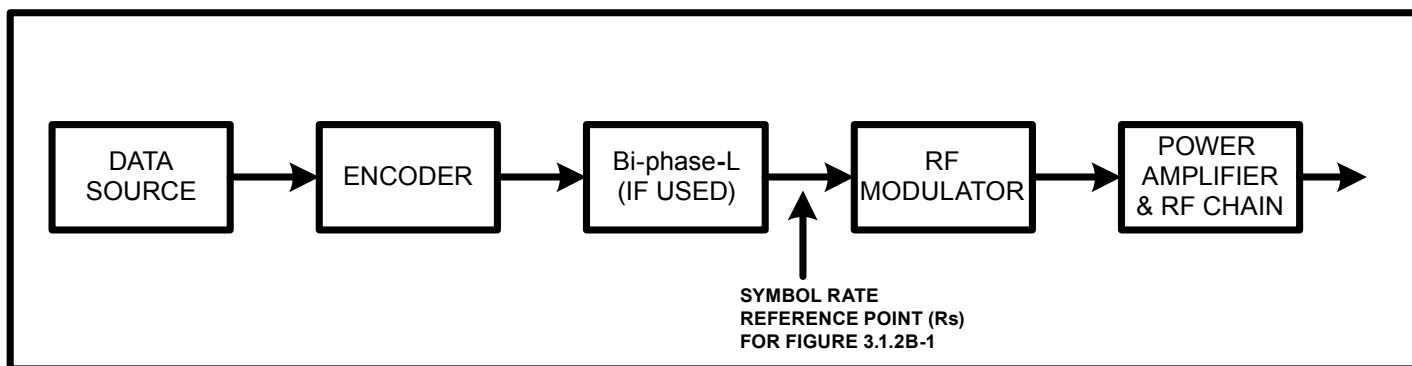 DATA
SOURCE
ENCODER
Bi-phase-L
(IF USED)
RF
MODULATOR
POWER
AMPLIFIER
& RF CHAIN
SYMBOL RATE
REFERENCE POINT (Rs)
FOR FIGURE 3.1.2B-1